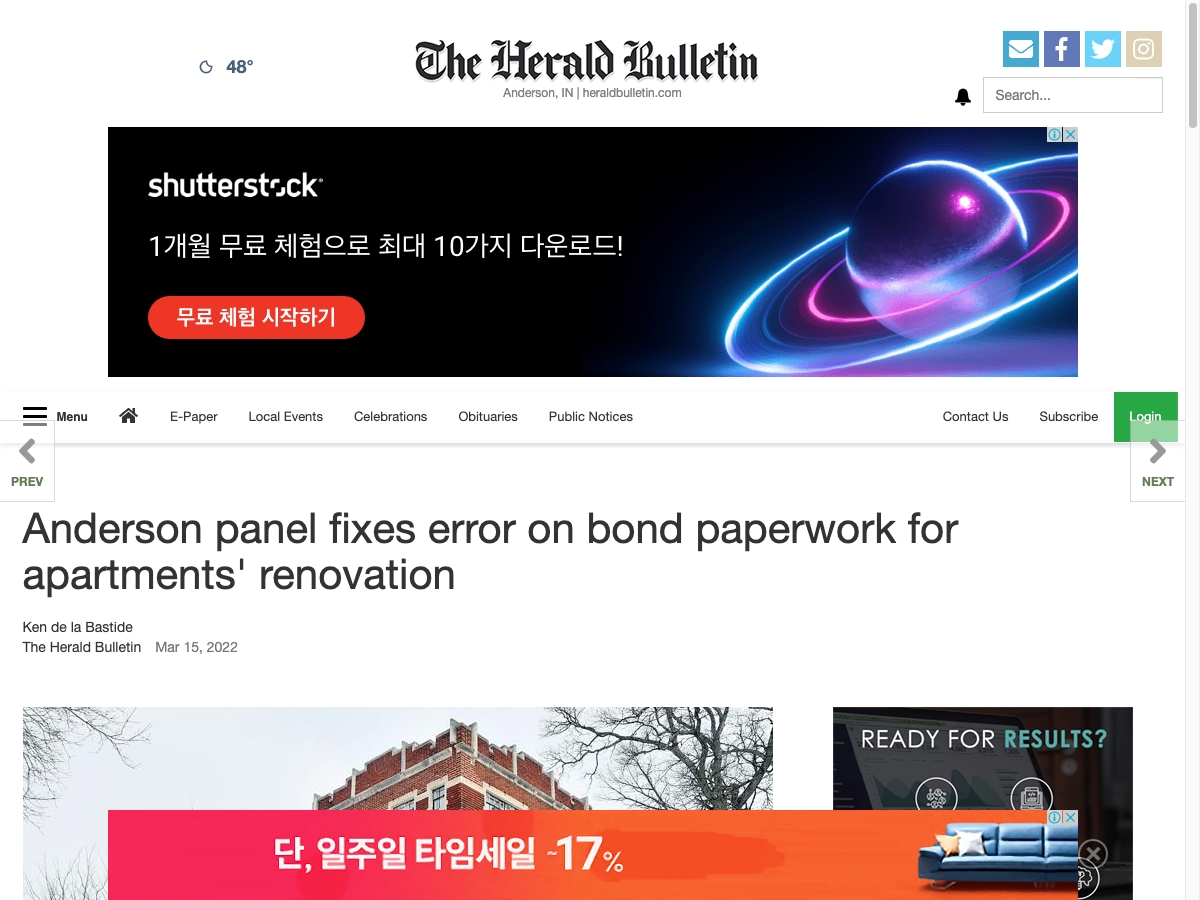 48°
The Herald Bulletin
Anderson, IN | heraldbulletin.com
Search...
shutterstock
1개월 무료 체험으로 최대 10가지 다운로드!
무료 체험 시작하기
Menu
E-Paper
Local Events
Celebrations
Obituaries
Public Notices
Contact Us
Subscribe
Login
PREV
NEXT
Anderson panel fixes error on bond paperwork for
apartments' renovation
Ken de la Bastide
The Herald Bulletin Mar 15, 2022
READY FOR RESULTS?
단, 일주일 타임세일 ~17%